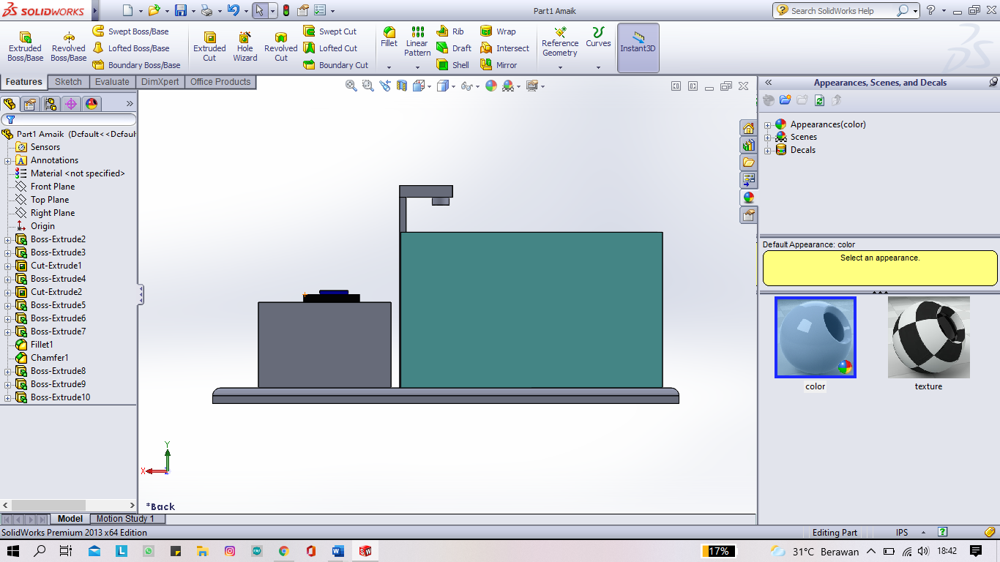 SOLIDWORKS
Part1 Amaik
Search SolidWorks Help
Extruded Boss/Base
Revolved Boss/Base
Swept Boss/Base
Lofted Boss/Base
Boundary Boss/Base
Extruded Cut
Hole Wizard
Revolved Cut
Swept Cut
Lofted Cut
Boundary Cut
Fillet
Linear Pattern
Rib
Draft
Shell
Wrap
Intersect
Mirror
Reference Geometry
Curves
Instant3D
Features
Sketch
Evaluate
DimXpert
Office Products
Part1 Amaik (Default<<Defaul
Sensors
Annotations
Material <not specified>
Front Plane
Top Plane
Right Plane
Origin
Boss-Extrude2
Boss-Extrude3
Cut-Extrude1
Boss-Extrude4
Cut-Extrude2
Boss-Extrude5
Boss-Extrude6
Boss-Extrude7
Fillet1
Chamfer1
Boss-Extrude8
Boss-Extrude9
Boss-Extrude10
Y
X
*Back
Appearances, Scenes, and Decals
Appearances(color)
Scenes
Decals
Default Appearance: color
Select an appearance.
color
texture
Model
Motion Study 1
SolidWorks Premium 2013 x64 Edition
Editing Part
IPS
17%
31°C Berawan
18:42